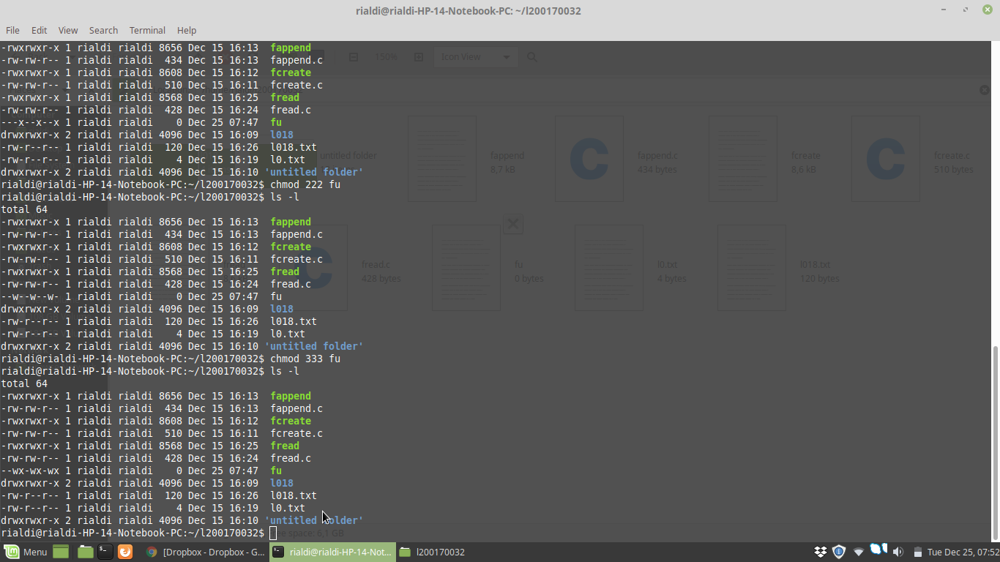 rialdi@rialdi-HP-14-Notebook-PC: ~/l200170032
File Edit View Search Terminal Help
-rwxrwxr-x 1 rialdi rialdi 8656 Dec 15 16:13  fappend
-rw-rw-r-- 1 rialdi rialdi  434 Dec 15 16:13  fappend.c
-rwxrwxr-x 1 rialdi rialdi 8608 Dec 15 16:12  fcreate
-rw-rw-r-- 1 rialdi rialdi  510 Dec 15 16:11  fcreate.c
-rwxrwxr-x 1 rialdi rialdi 8568 Dec 15 16:25  fread
-rw-rw-r-- 1 rialdi rialdi  428 Dec 15 16:24  fread.c
---x--x--x 1 rialdi rialdi    0 Dec 25 07:47  fu
drwxrwxr-x 2 rialdi rialdi 4096 Dec 15 16:09  l018
-rw-r--r-- 1 rialdi rialdi  120 Dec 15 16:26  l018.txt
-rw-r--r-- 1 rialdi rialdi    4 Dec 15 16:19  l0.txt
drwxrwxr-x 2 rialdi rialdi 4096 Dec 15 16:10 'untitled folder'
rialdi@rialdi-HP-14-Notebook-PC:~/l200170032$ chmod 222 fu
rialdi@rialdi-HP-14-Notebook-PC:~/l200170032$ ls -l
total 64
-rwxrwxr-x 1 rialdi rialdi 8656 Dec 15 16:13  fappend
-rw-rw-r-- 1 rialdi rialdi  434 Dec 15 16:13  fappend.c
-rwxrwxr-x 1 rialdi rialdi 8608 Dec 15 16:12  fcreate
-rw-rw-r-- 1 rialdi rialdi  510 Dec 15 16:11  fcreate.c
-rwxrwxr-x 1 rialdi rialdi 8568 Dec 15 16:25  fread
-rw-rw-r-- 1 rialdi rialdi  428 Dec 15 16:24  fread.c
--w--w--w- 1 rialdi rialdi    0 Dec 25 07:47  fu
drwxrwxr-x 2 rialdi rialdi 4096 Dec 15 16:09  l018
-rw-r--r-- 1 rialdi rialdi  120 Dec 15 16:26  l018.txt
-rw-r--r-- 1 rialdi rialdi    4 Dec 15 16:19  l0.txt
drwxrwxr-x 2 rialdi rialdi 4096 Dec 15 16:10 'untitled folder'
rialdi@rialdi-HP-14-Notebook-PC:~/l200170032$ chmod 333 fu
rialdi@rialdi-HP-14-Notebook-PC:~/l200170032$ ls -l
total 64
-rwxrwxr-x 1 rialdi rialdi 8656 Dec 15 16:13  fappend
-rw-rw-r-- 1 rialdi rialdi  434 Dec 15 16:13  fappend.c
-rwxrwxr-x 1 rialdi rialdi 8608 Dec 15 16:12  fcreate
-rw-rw-r-- 1 rialdi rialdi  510 Dec 15 16:11  fcreate.c
-rwxrwxr-x 1 rialdi rialdi 8568 Dec 15 16:25  fread
-rw-rw-r-- 1 rialdi rialdi  428 Dec 15 16:24  fread.c
--wx-wx-wx 1 rialdi rialdi    0 Dec 25 07:47  fu
drwxrwxr-x 2 rialdi rialdi 4096 Dec 15 16:09  l018
-rw-r--r-- 1 rialdi rialdi  120 Dec 15 16:26  l018.txt
-rw-r--r-- 1 rialdi rialdi    4 Dec 15 16:19  l0.txt
drwxrwxr-x 2 rialdi rialdi 4096 Dec 15 16:10 'untitled folder'
rialdi@rialdi-HP-14-Notebook-PC:~/l200170032$
150% Icon View
untitled folder
fappend
8,7 kB
fappend.c
434 bytes
fcreate
8,6 kB
fcreate.c
510 bytes
fread.c
428 bytes
fu
0 bytes
l0.txt
4 bytes
l018.txt
120 bytes
space: 6,1 GB
Menu [Dropbox - Dropbox - G... rialdi@rialdi-HP-14-Not... l200170032 Tue Dec 25, 07:52